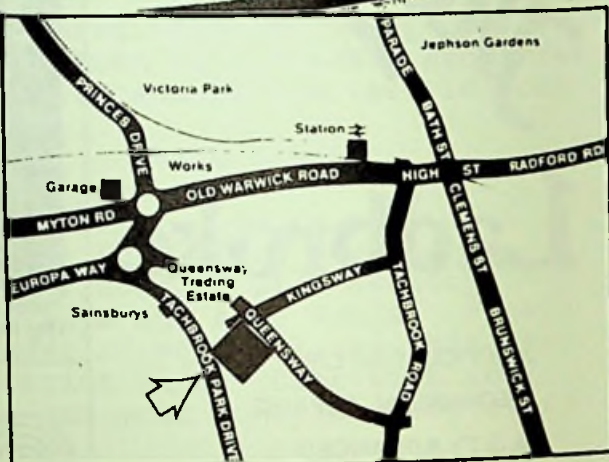 Jephson Gardens
PARADE
BATH ST
Victoria Park
PRINCES DRIVE
Station
Works
Garage
OLD WARWICK ROAD
HIGH ST
RADFORD RD
MYTON RD
CLEMENS ST
EUROPA WAY
Queensway
Trading
Estate
KINGSWAY
TACHBROOK ROAD
Sainsburys
QUEENSWAY
BRUNSWICK ST
TACHBROOK PARK DRIVE